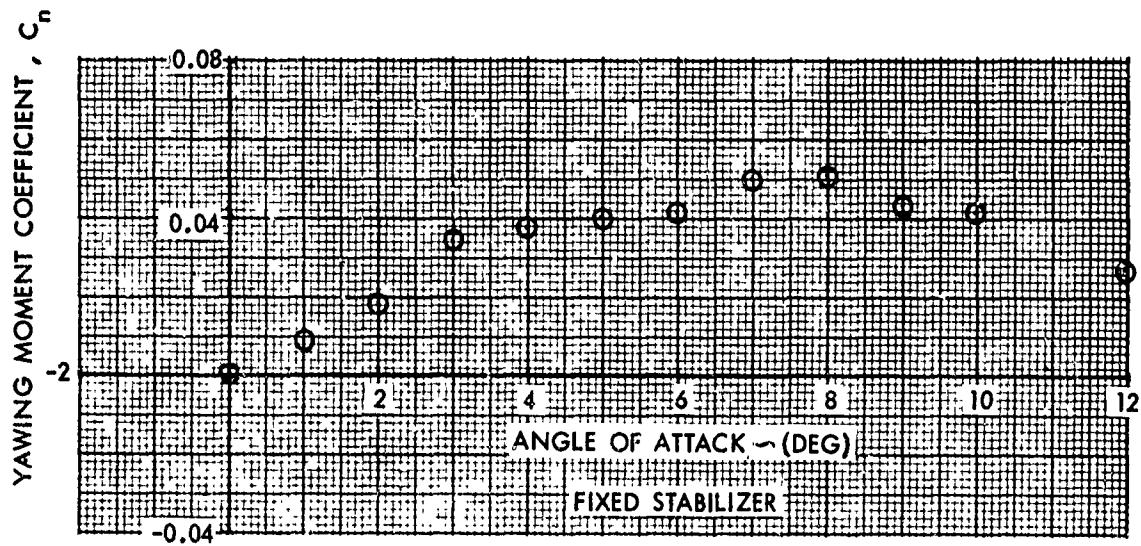 YAWING MOMENT COEFFICIENT , Cn
0.08
0.04
-2
2 4 6 8 10 12
ANGLE OF ATTACK ~ (DEG)
FIXED STABILIZER
-0.04